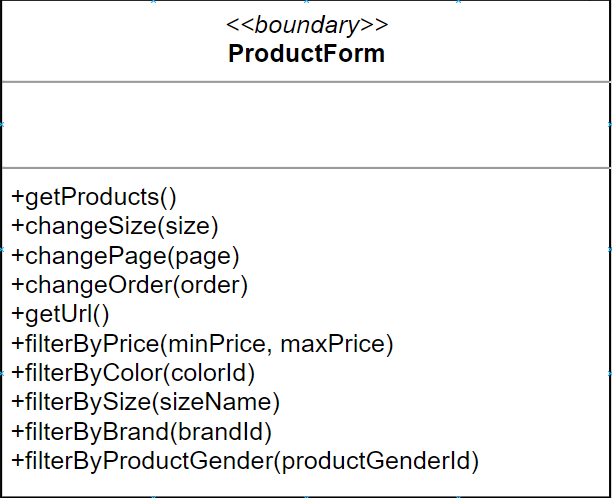 <<boundary>>
ProductForm
+getProducts()
+changeSize(size)
+changePage(page)
+changeOrder(order)
+getUrl()
+filterByPrice(minPrice, maxPrice)
+filterByColor(colorId)
+filterBySize(sizeName)
+filterByBrand(brandId)
+filterByProductGender(productGenderId)